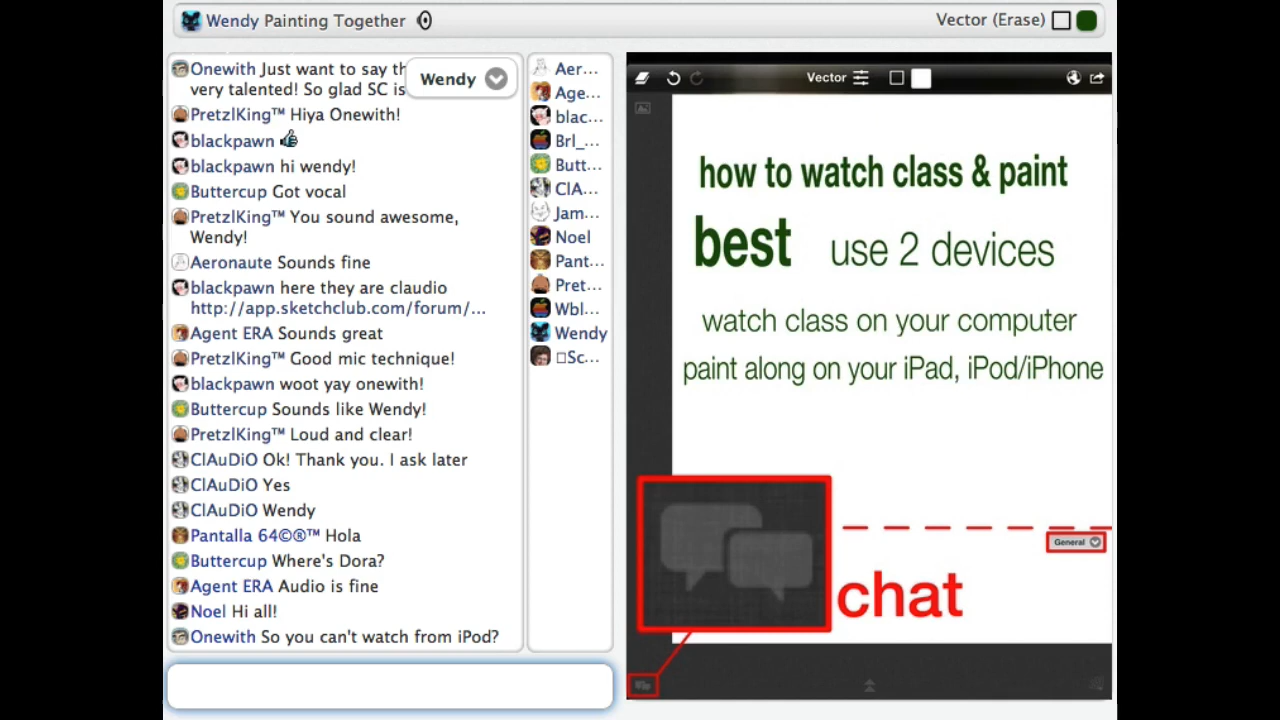 Wendy Painting Together
Vector (Erase)
Onewith Just want to say th
very talented! So glad SC is
Wendy
PretzlKing™ Hiya Onewith!
blackpawn 👍
blackpawn hi wendy!
Buttercup Got vocal
PretzlKing™ You sound awesome,
Wendy!
Aeronaute Sounds fine
blackpawn here they are claudio
http://app.sketchclub.com/forum/...
Agent ERA Sounds great
PretzlKing™ Good mic technique!
blackpawn woot yay onewith!
Buttercup Sounds like Wendy!
PretzlKing™ Loud and clear!
ClAuDiO Ok! Thank you. I ask later
ClAuDiO Yes
ClAuDiO Wendy
Pantalla 64©®™ Hola
Buttercup Where's Dora?
Agent ERA Audio is fine
Noel Hi all!
Onewith So you can't watch from iPod?
Aer...
Age...
blac...
Brl_...
Butt...
ClA...
Jam...
Noel
Pant...
Pret...
Wbl...
Wendy
Sc...
Vector
how to watch class & paint
best use 2 devices
watch class on your computer
paint along on your iPad, iPod/iPhone
General
chat